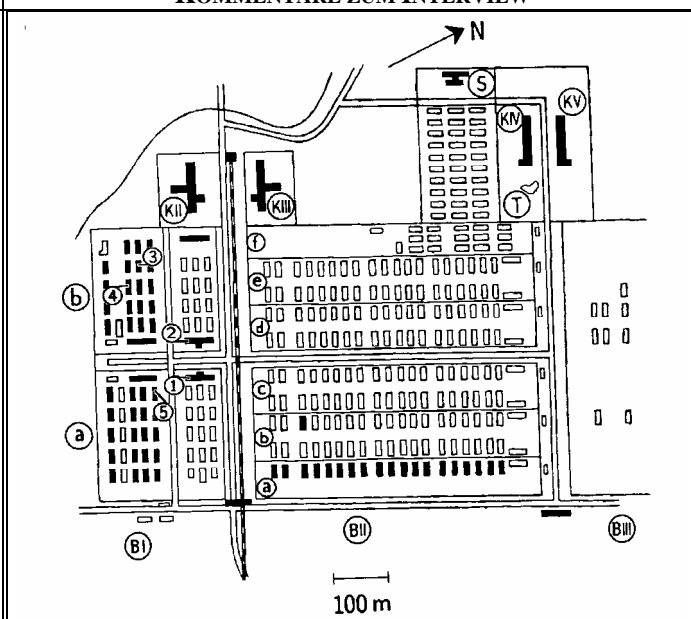 KOMMENTARE ZUM INTERVIEW
N
S
KIV
KV
KII
KIII
T
f
3
e
b
4
d
2
1
c
5
b
a
a
BI
BII
BIII
100 m